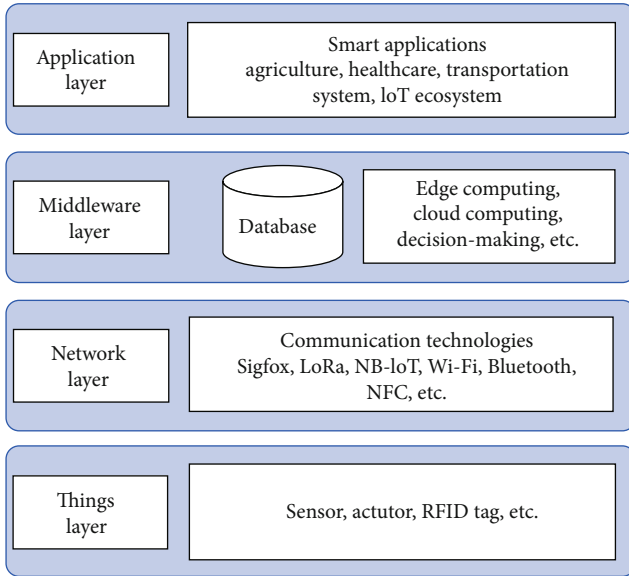 Application
layer
Smart applications
agriculture, healthcare, transportation
system, loT ecosystem
Middleware
layer
Database
Edge computing,
cloud computing,
decision-making, etc.
Network
layer
Communication technologies
Sigfox, LoRa, NB-loT, Wi-Fi, Bluetooth,
NFC, etc.
Things
layer
Sensor, actutor, RFID tag, etc.